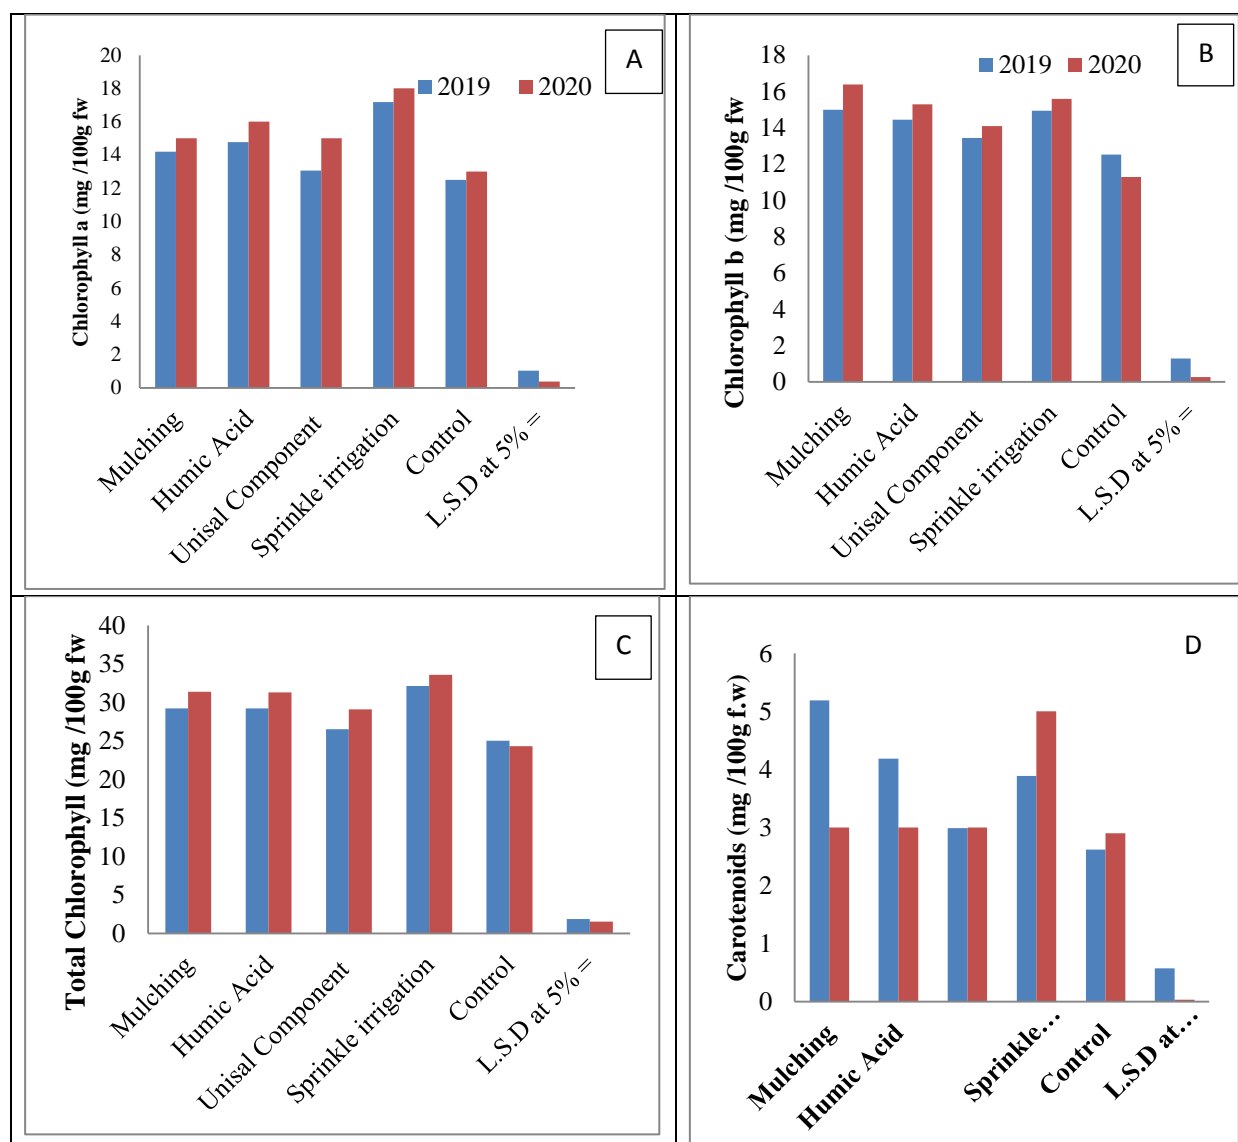 A
2019 2020
Chlorophyll a (mg /100g fw
20
18
16
14
12
10
8
6
4
2
0
Mulching
Humic Acid
Unisal Component
Sprinkle irrigation
Control
L.S.D at 5% =
B
2019 2020
Chlorophyll b (mg /100g fw
18
16
14
12
10
8
6
4
2
0
Mulching
Humic Acid
Unisal Component
Sprinkle irrigation
Control
L.S.D at 5% =
C
Total Chlorophyll (mg /100g fw
40
35
30
25
20
15
10
5
0
Mulching
Humic Acid
Unisal Component
Sprinkle irrigation
Control
L.S.D at 5% =
D
Carotenoids (mg /100g f.w)
6
5
4
3
2
1
0
Mulching
Humic Acid
Sprinkle...
Control
L.S.D at...